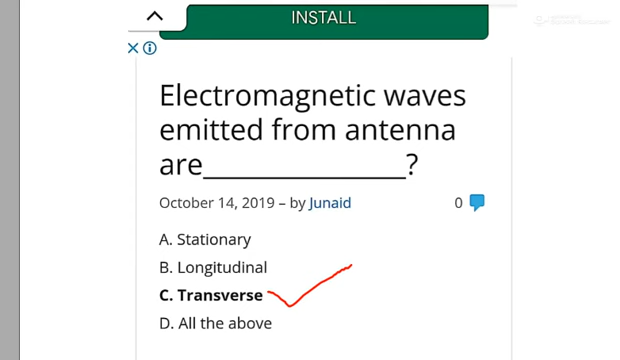 INSTALL
Electromagnetic waves
emitted from antenna
are_______________?
October 14, 2019 – by Junaid 0
A. Stationary
B. Longitudinal
C. Transverse
D. All the above